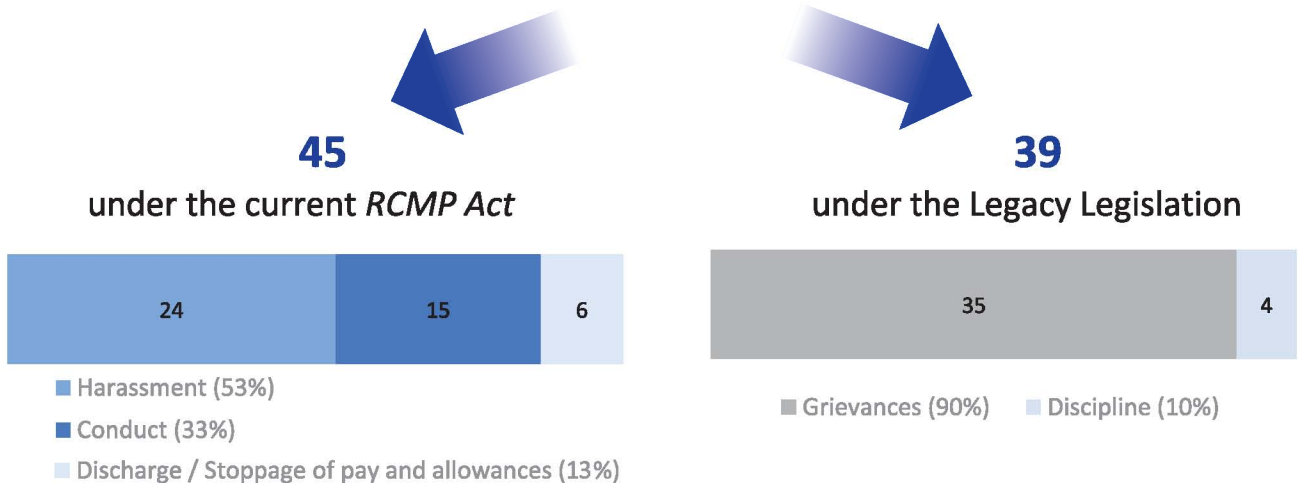 45
under the current RCMP Act
24
15
6
Harassment (53%)
Conduct (33%)
Discharge / Stoppage of pay and allowances (13%)
39
under the Legacy Legislation
35
4
Grievances (90%)
Discipline (10%)